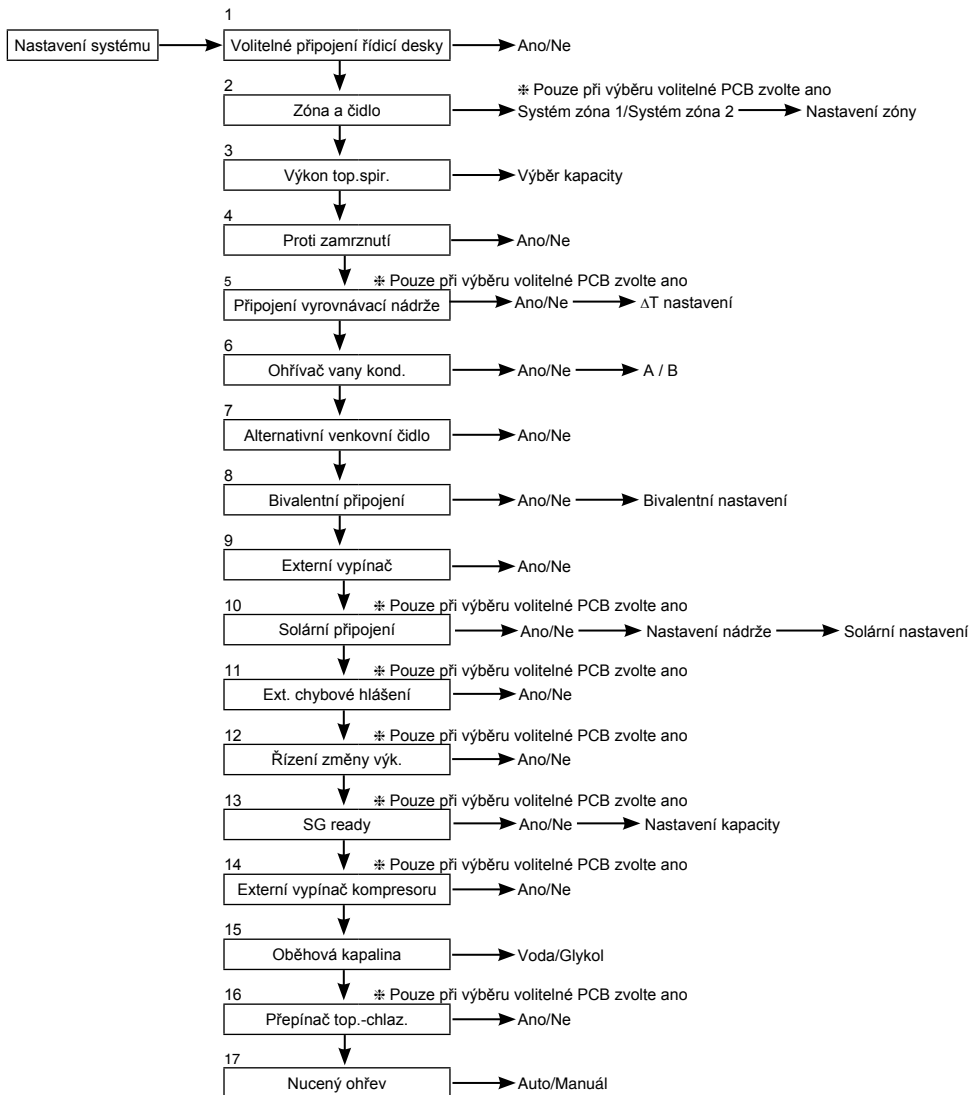 1
Nastavení systému Volitelné připojení řídicí desky Ano/Ne
2 ⁜ Pouze při výběru volitelné PCB zvolte ano
Zóna a čidlo Systém zóna 1/Systém zóna 2 Nastavení zóny
3
Výkon top.spir. Výběr kapacity
4
Proti zamrznutí Ano/Ne
5 ⁜ Pouze při výběru volitelné PCB zvolte ano
Připojení vyrovnávací nádrže Ano/Ne ΔT nastavení
6
Ohřívač vany kond. Ano/Ne A / B
7
Alternativní venkovní čidlo Ano/Ne
8
Bivalentní připojení Ano/Ne Bivalentní nastavení
9
Externí vypínač Ano/Ne
10 ⁜ Pouze při výběru volitelné PCB zvolte ano
Solární připojení Ano/Ne Nastavení nádrže Solární nastavení
11 ⁜ Pouze při výběru volitelné PCB zvolte ano
Ext. chybové hlášení Ano/Ne
12 ⁜ Pouze při výběru volitelné PCB zvolte ano
Řízení změny výk. Ano/Ne
13 ⁜ Pouze při výběru volitelné PCB zvolte ano
SG ready Ano/Ne Nastavení kapacity
14 ⁜ Pouze při výběru volitelné PCB zvolte ano
Externí vypínač kompresoru Ano/Ne
15
Oběhová kapalina Voda/Glykol
16 ⁜ Pouze při výběru volitelné PCB zvolte ano
Přepínač top.-chlaz. Ano/Ne
17
Nucený ohřev Auto/Manuál